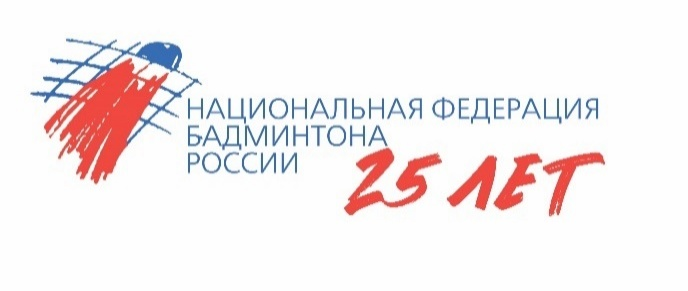 НАЦИОНАЛЬНАЯ ФЕДЕРАЦИЯ
БАДМИНТОНА
РОССИИ
25 ЛЕТ